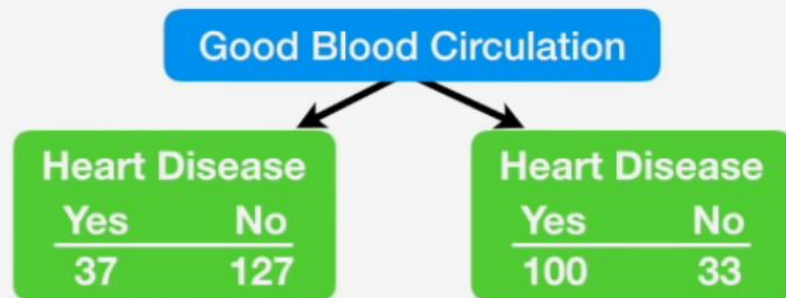 Good Blood Circulation
Heart Disease
Yes No
37 127
Heart Disease
Yes No
100 33